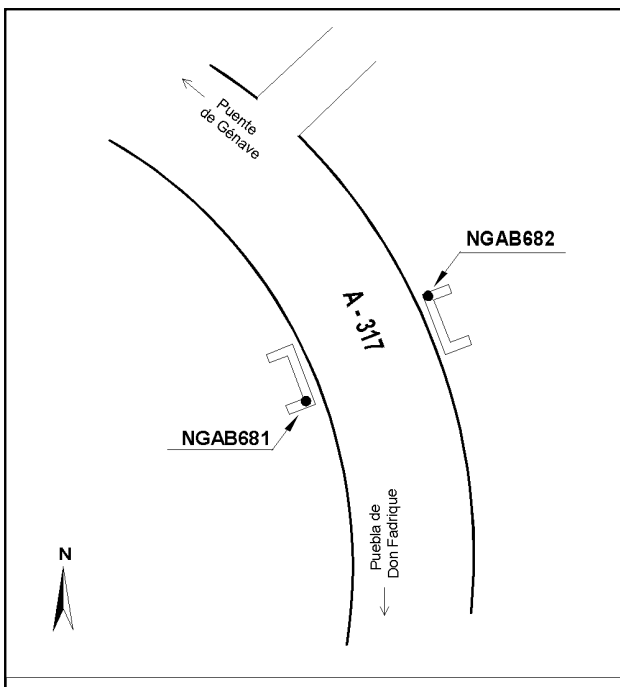 Puente
de Génave
NGAB682
A - 317
NGAB681
Puebla de
Don Fadrique
N